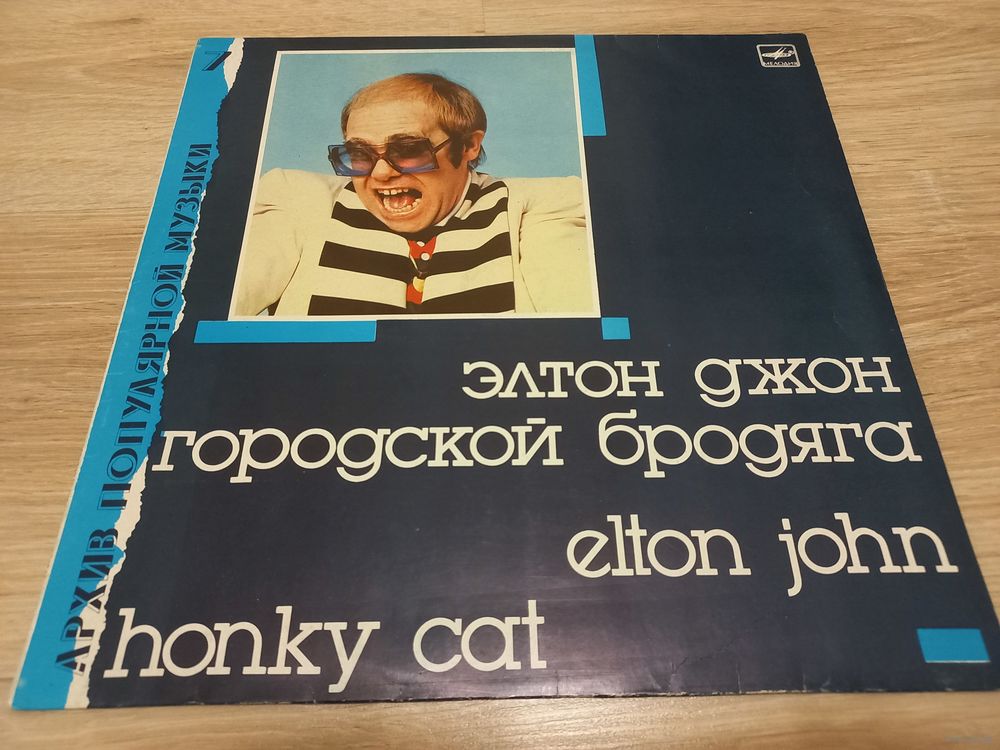 7
МЕЛОДИЯ
АРХИВ ПОПУЛЯРНОЙ МУЗЫКИ
элтон джон
городской бродяга
elton john
honky cat